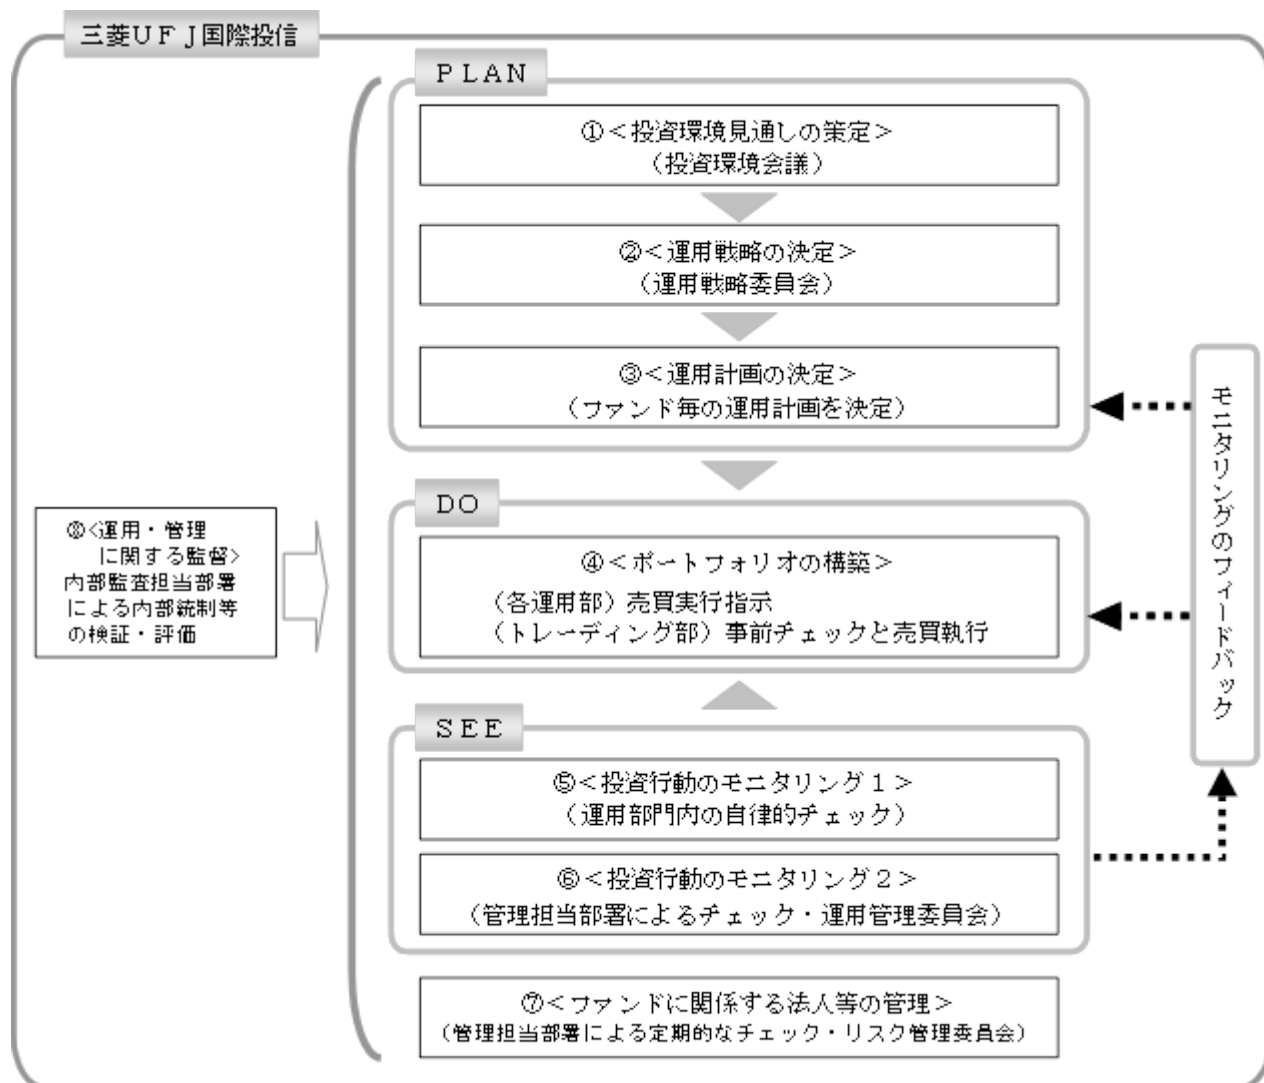 三菱ＵＦＪ国際投信
ＰＬＡＮ
①＜投資環境見通しの策定＞
（投資環境会議）
②＜運用戦略の決定＞
（運用戦略委員会）
③＜運用計画の決定＞
（ファンド毎の運用計画を決定）
ＤＯ
④＜ポートフォリオの構築＞
（各運用部）売買実行指示
（トレーディング部）事前チェックと売買執行
ＳＥＥ
⑤＜投資行動のモニタリング１＞
（運用部門内の自律的チェック）
⑥＜投資行動のモニタリング２＞
（管理担当部署によるチェック・運用管理委員会）
⑦＜ファンドに関係する法人等の管理＞
（管理担当部署による定期的なチェック・リスク管理委員会）
⑧＜運用・管理
に関する監督＞
内部監査担当部署
による内部統制等
の検証・評価
モニタリングのフィードバック